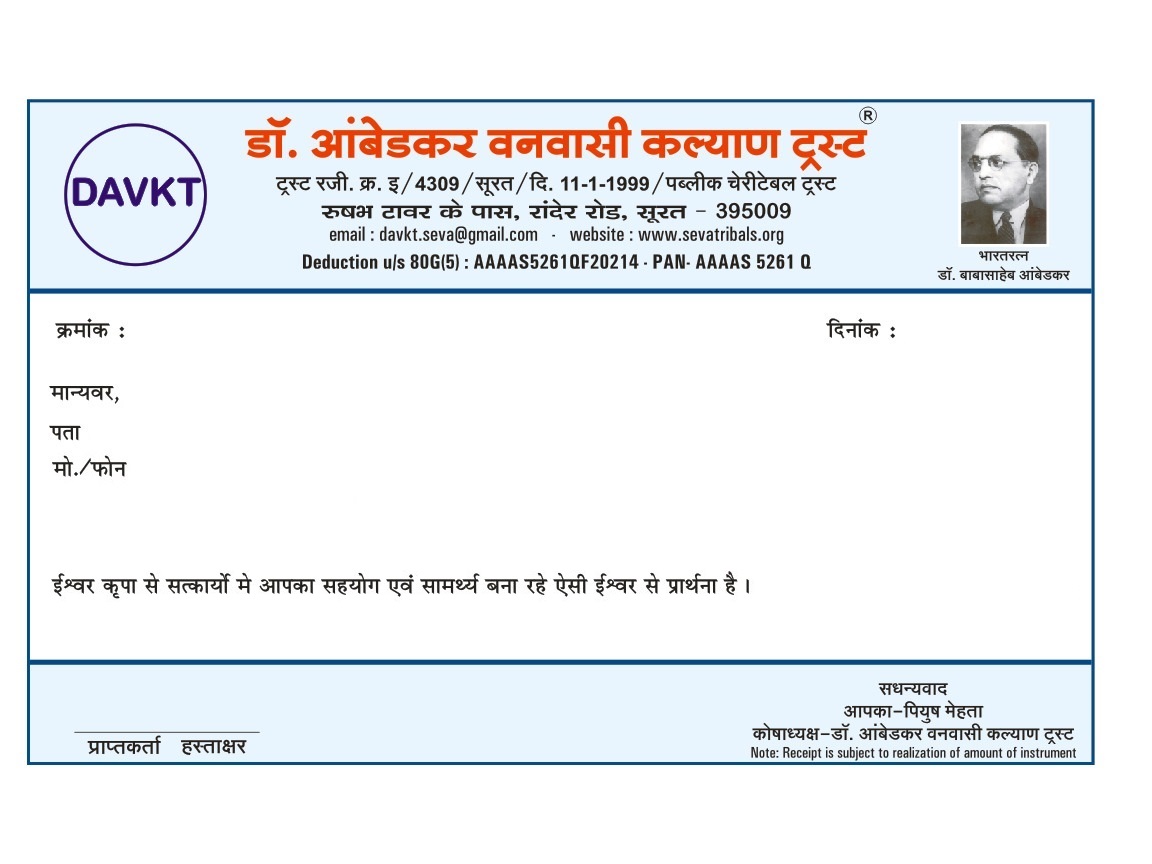 DAVKT
डॉ. आंबेडकर वनवासी कल्याण ट्रस्ट ®
ट्रस्ट रजी. क्र. इ/4309/सूरत/दि. 11-1-1999/पब्लीक चेरीटेबल ट्रस्ट
रुषभ टावर के पास, रांदेर रोड, सूरत - 395009
email : davkt.seva@gmail.com - website : www.sevatribals.org
Deduction u/s 80G(5) : AAAAS5261QF20214 - PAN- AAAAS 5261 Q
भारतरत्न
डॉ. बाबासाहेब आंबेडकर
क्रमांक : दिनांक :
मान्यवर,
पता
मो./फोन
ईश्वर कृपा से सत्कार्यो मे आपका सहयोग एवं सामर्थ्य बना रहे ऐसी ईश्वर से प्रार्थना है।
प्राप्तकर्ता हस्ताक्षर
सधन्यवाद
आपका-पियुष मेहता
कोषाध्यक्ष-डॉ. आंबेडकर वनवासी कल्याण ट्रस्ट
Note: Receipt is subject to realization of amount of instrument